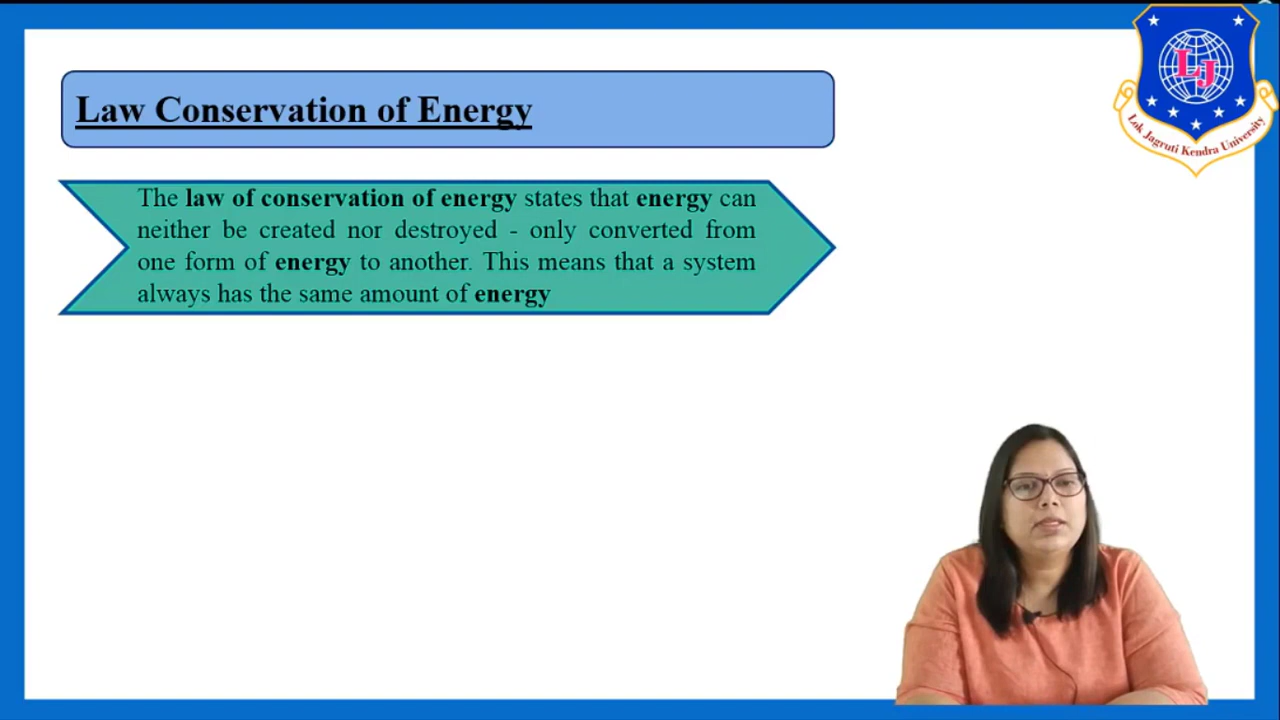 Law Conservation of Energy
The law of conservation of energy states that energy can
neither be created nor destroyed - only converted from
one form of energy to another. This means that a system
always has the same amount of energy
LJ
Lok Jagruti Kendra University